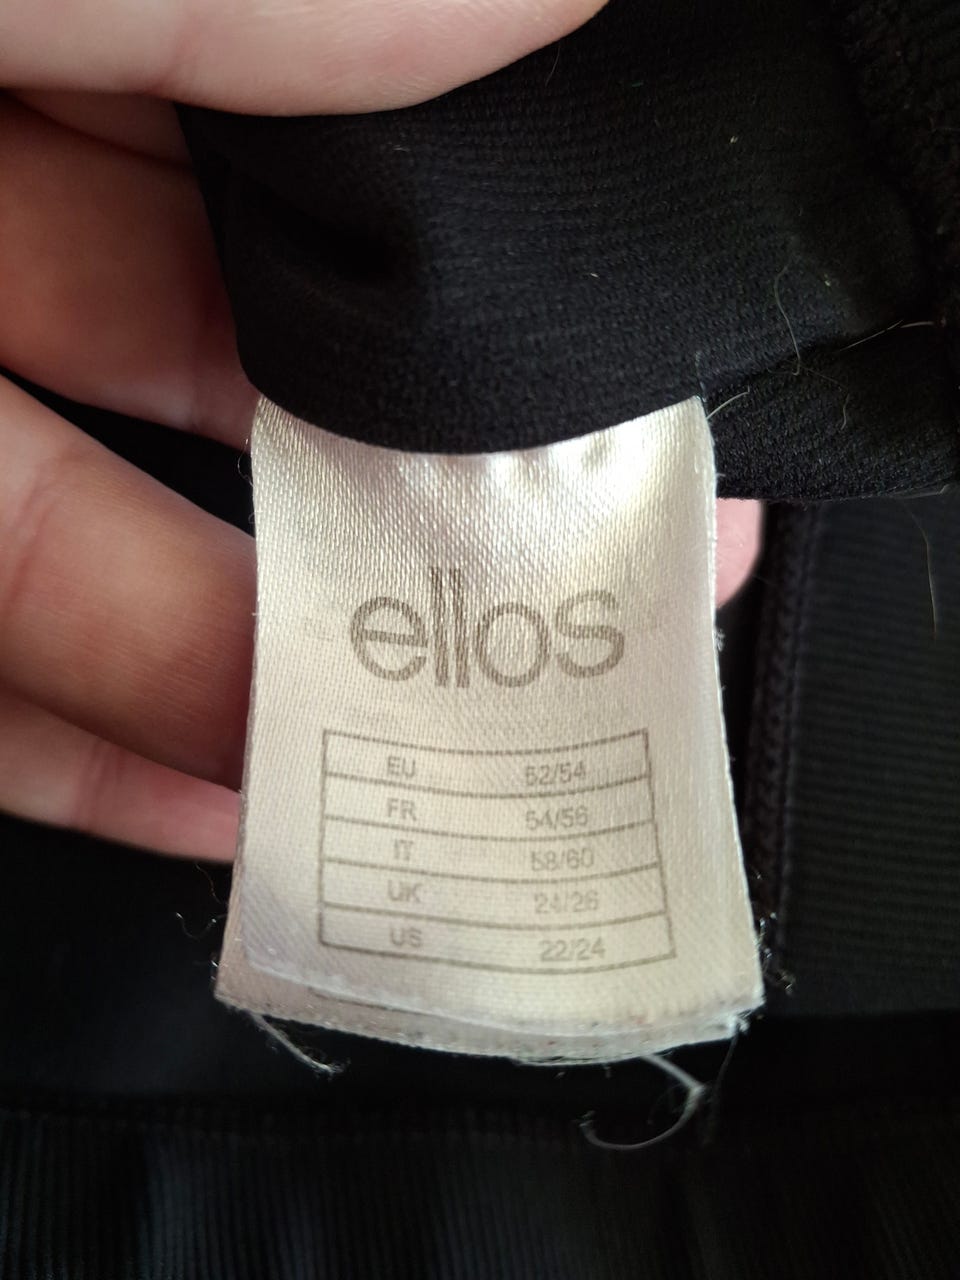 ellos
EU 52/54
FR 54/56
IT 58/60
UK 24/26
US 22/24